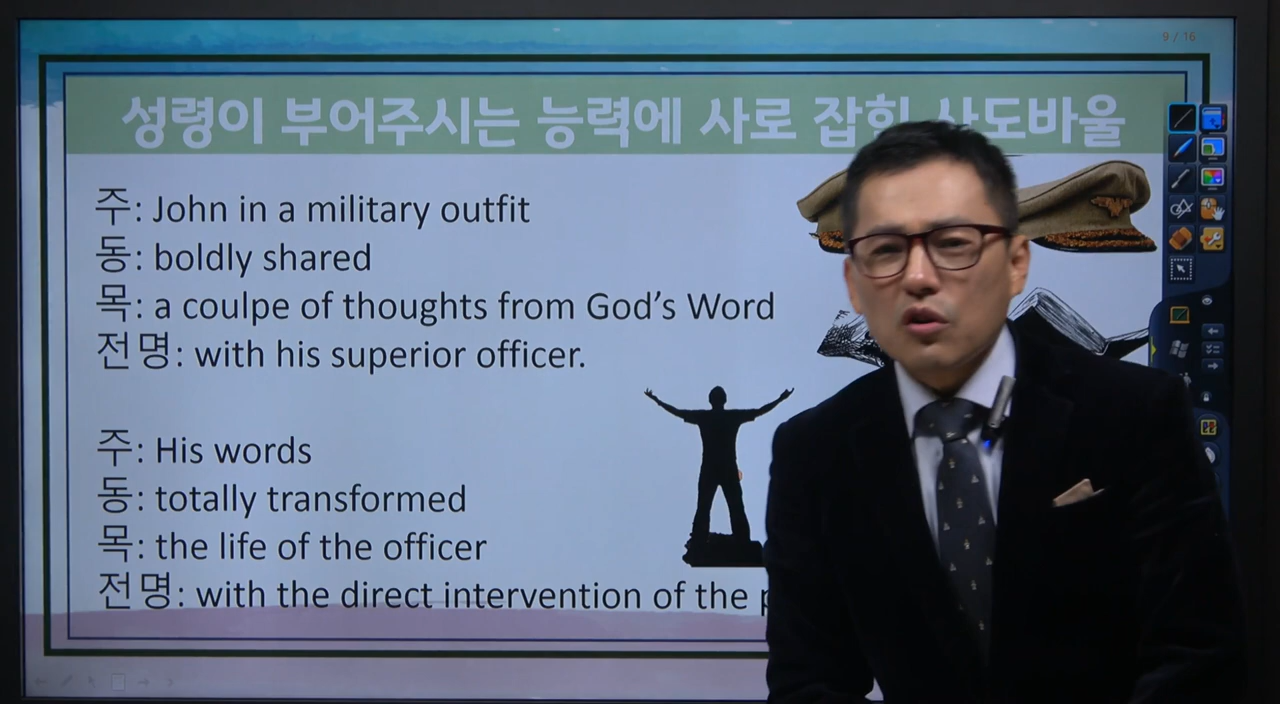 9 / 16
성령이 부어주시는 능력에 사로 잡힌 사도바울
주: John in a military outfit
동: boldly shared
목: a coulpe of thoughts from God's Word
전명: with his superior officer.
주: His words
동: totally transformed
목: the life of the officer
전명: with the direct intervention of the